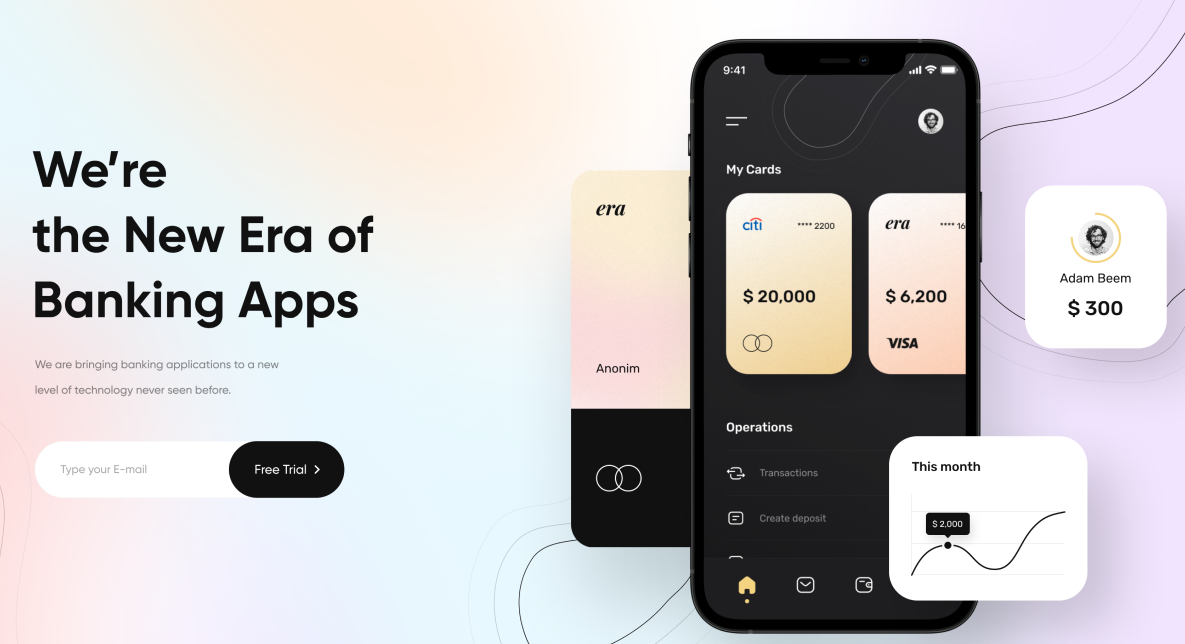 We're
the New Era of
Banking Apps
We are bringing banking applications to a new
level of technology never seen before.
Type your E-mail
Free Trial
era
Anonim
9:41
My Cards
citi
**** 2200
$ 20,000
era
**** 16
$ 6,200
VISA
Operations
Transactions
Create deposit
Adam Beem
$ 300
This month
$ 2,000